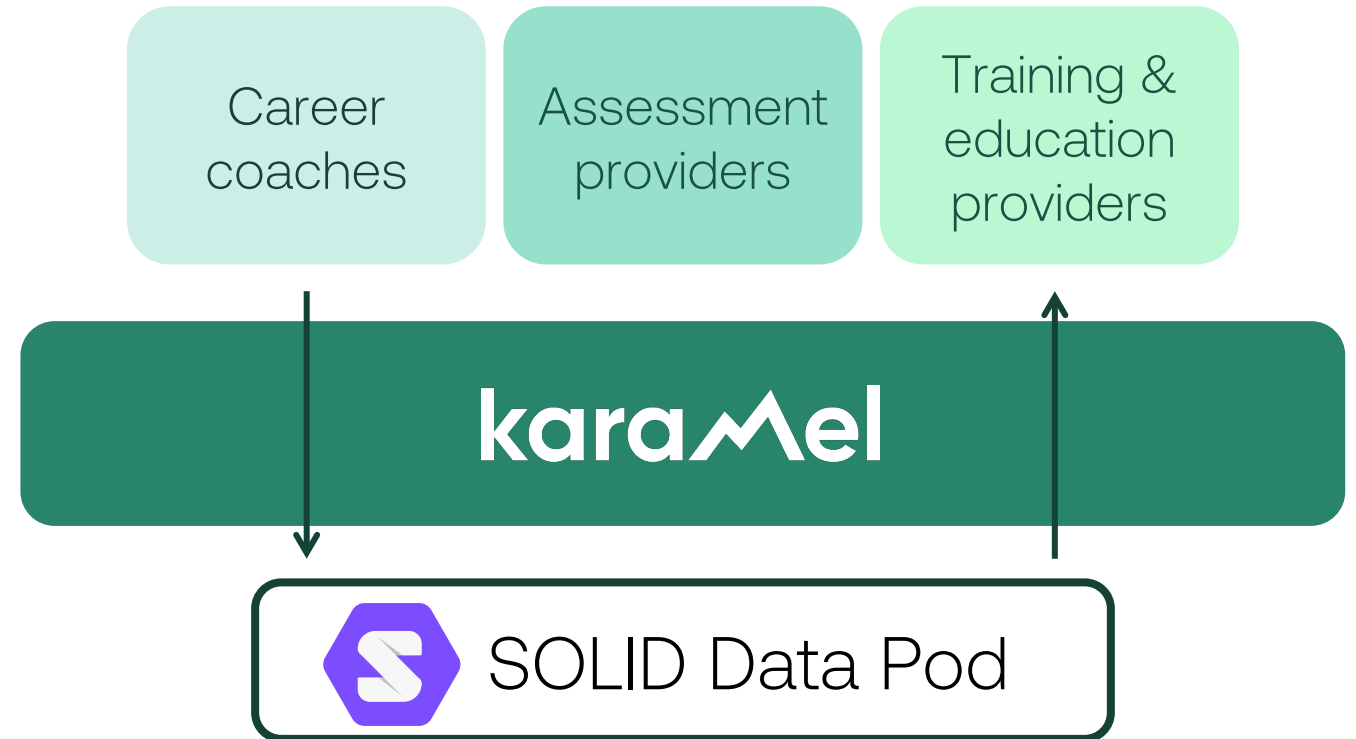 Career
coaches
Assessment
providers
Training &
education
providers
karamel
SOLID Data Pod